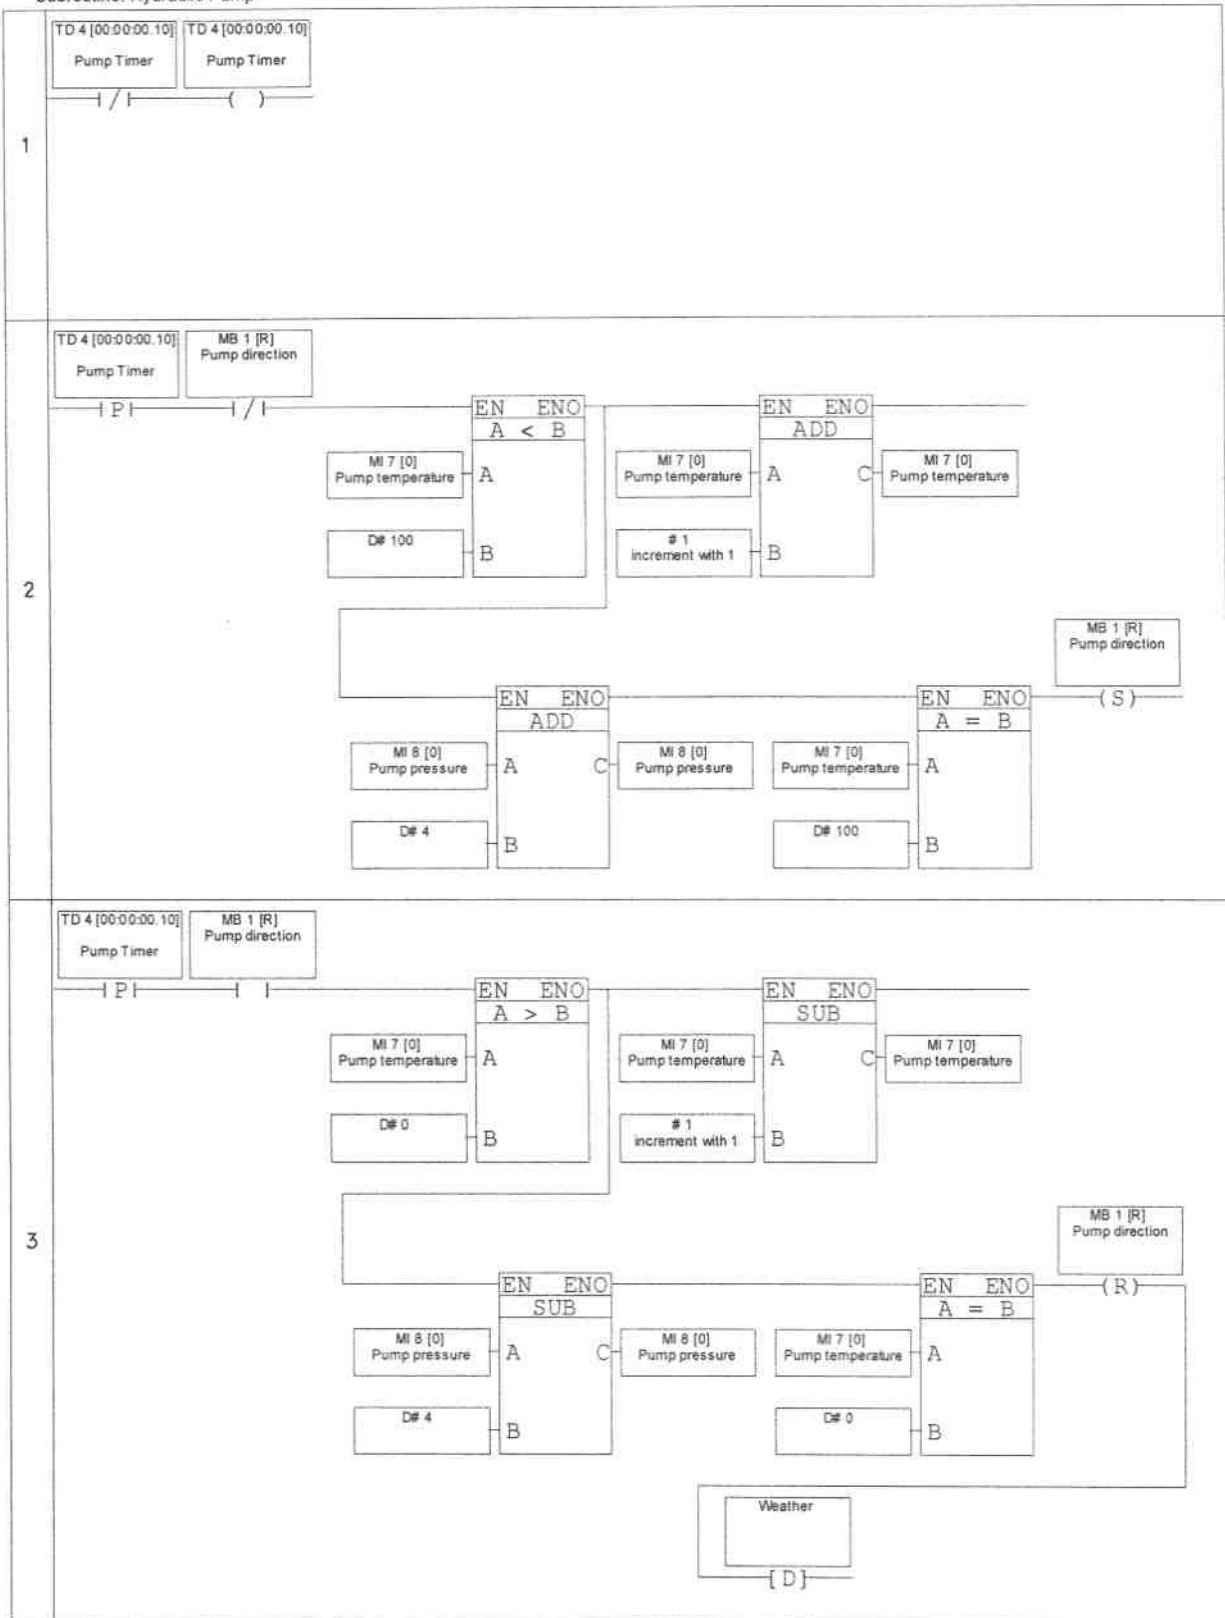 Subroutine: Hydraulic Pump
1
TD 4 [00:00:00.10]
Pump Timer
TD 4 [00:00:00.10]
Pump Timer
2
TD 4 [00:00:00.10]
Pump Timer
P
MB 1 [R]
Pump direction
EN ENO
A < B
MI 7 [0]
Pump temperature
A
D# 100
B
EN ENO
ADD
MI 7 [0]
Pump temperature
A
C
MI 7 [0]
Pump temperature
# 1
increment with 1
B
MB 1 [R]
Pump direction
(S)
EN ENO
ADD
MI 8 [0]
Pump pressure
A
C
MI 8 [0]
Pump pressure
D# 4
B
EN ENO
A = B
MI 7 [0]
Pump temperature
A
D# 100
B
3
TD 4 [00:00:00.10]
Pump Timer
P
MB 1 [R]
Pump direction
EN ENO
A > B
MI 7 [0]
Pump temperature
A
D# 0
B
EN ENO
SUB
MI 7 [0]
Pump temperature
A
C
MI 7 [0]
Pump temperature
# 1
increment with 1
B
MB 1 [R]
Pump direction
(R)
EN ENO
SUB
MI 8 [0]
Pump pressure
A
C
MI 8 [0]
Pump pressure
D# 4
B
EN ENO
A = B
MI 7 [0]
Pump temperature
A
D# 0
B
Weather
[D]